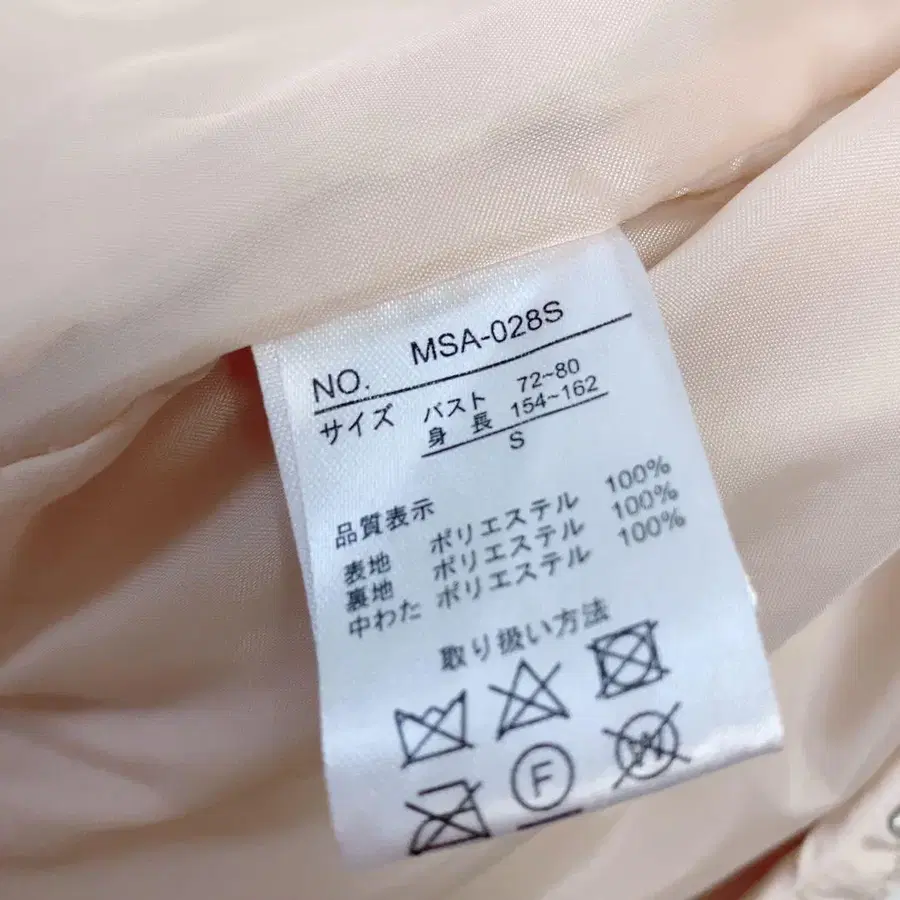 NO. MSA-028S
サイズ バスト 72~80
身長 154~162
S
品質表示
表地 ポリエステル 100%
裏地 ポリエステル 100%
中わた ポリエステル 100%
取り扱い方法
F W